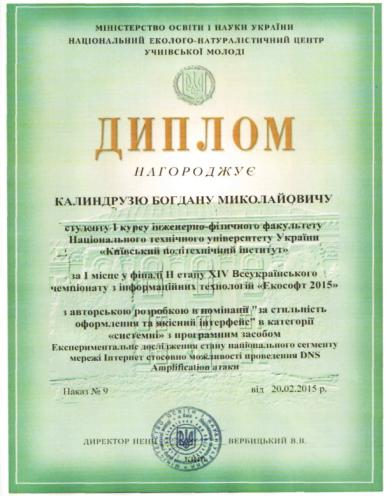 МІНІСТЕРСТВО ОСВІТИ І НАУКИ УКРАЇНИ
НАЦІОНАЛЬНИЙ ЕКОЛОГО-НАТУРАЛІСТИЧНИЙ ЦЕНТР
УЧНІВСЬКОЇ МОЛОДІ
ДИПЛОМ
НАГОРОДЖУЄ
КАЛИНДРУЗЮ БОГДАНУ МИКОЛАЙОВИЧУ
студенту І курсу інженерно-фізичного факультету
Національного технічного університету України
«Київський політехнічний інститут»
за І місце у фіналі ІІ етапу XIV Всеукраїнського
чемпіонату з інформаційних технологій «Екософт 2015»
з авторською розробкою в номінації "за стильність
оформлення та якісний інтерфейс" в категорії
«системні» з програмним засобом
Експериментальне дослідження стану національного сегменту
мережі Інтернет стосовно можливості проведення DNS
Amplification атаки
Наказ № 9 від 20.02.2015 р.
ДИРЕКТОР ВЕРБИЦЬКИЙ В.В.